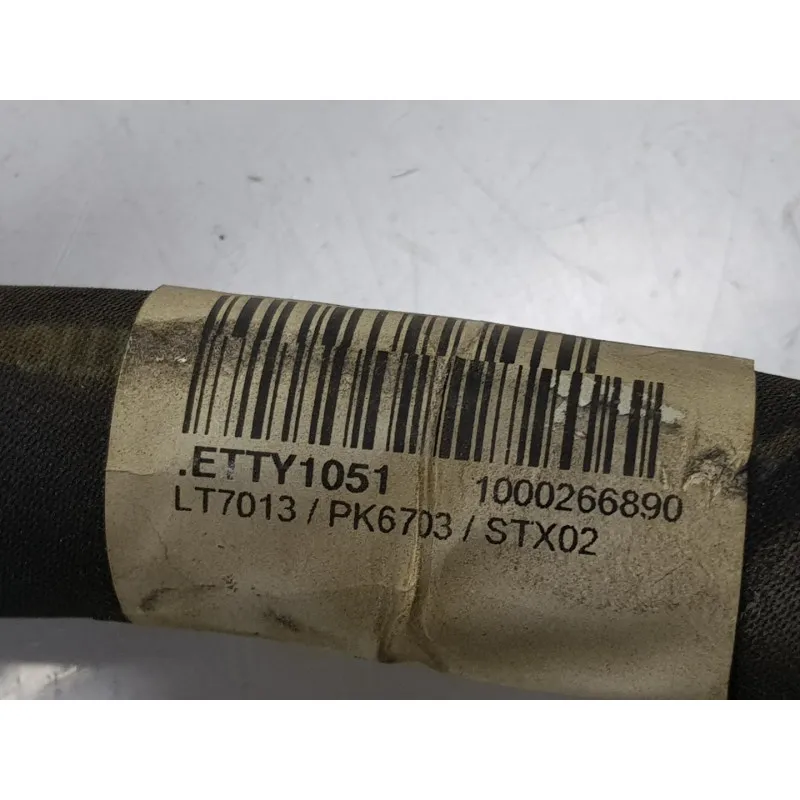 .ETTY1051 1000266890
LT7013 / PK6703 / STX02